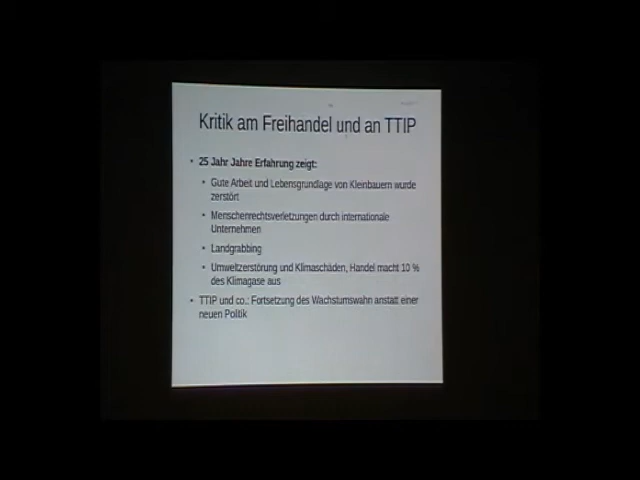 Kritik am Freihandel und an TTIP
• 25 Jahr Jahre Erfahrung zeigt:
• Gute Arbeit und Lebensgrundlage von Kleinbauern wurde
zerstört
• Menschenrechtsverletzungen durch internationale
Unternehmen
• Landgrabbing
• Umweltzerstörung und Klimaschäden, Handel macht 10 %
des Klimagase aus
• TTIP und co.: Fortsetzung des Wachstumswahn anstatt einer
neuen Politik